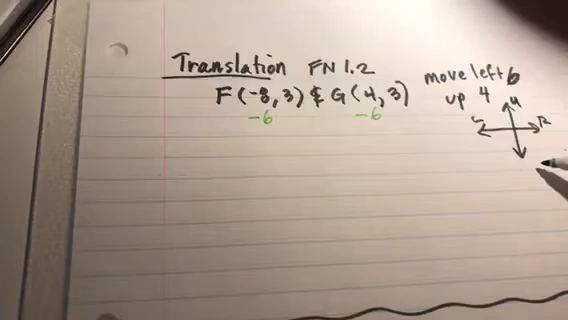 Translation FN 1.2
move left 6
up 4
F(-8,3) & G(4,3)
-6 -6
U
L R